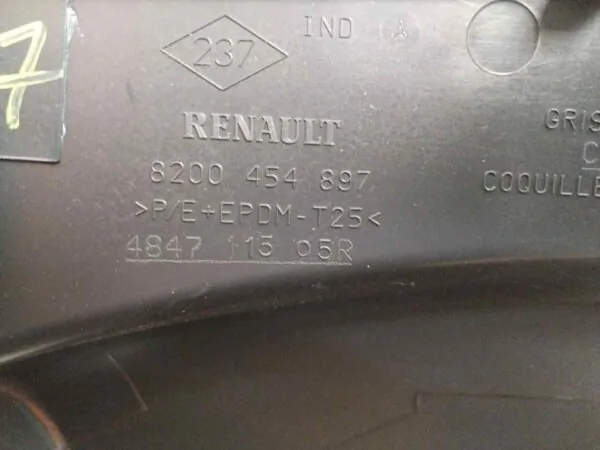 7
237
IND A
RENAULT
8200 454 897
>P/E+EPDM-T25<
4847 115 05R
GRIS
C
COQUILLE